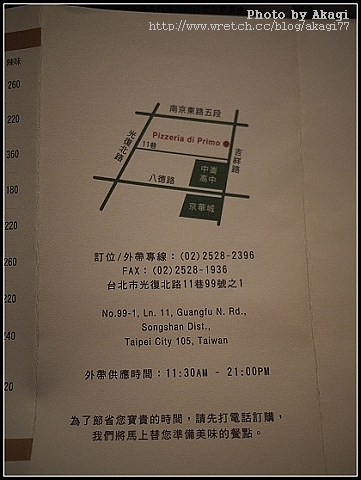 Photo by Akagi
http://www.wretch.cc/blog/akagi77
辣味
260
220
360
180
190
390
320
220
南京東路五段
光復北路
Pizzeria di Primo
11巷
吉祥路
中崙
高中
八德路
京華城
訂位/外帶專線：(02)2528-2396
FAX：(02)2528-1936
台北市光復北路11巷99號之1
No.99-1, Ln. 11, Guangfu N. Rd.,
Songshan Dist.,
Taipei City 105, Taiwan
外帶供應時間：11:30AM - 21:00PM
為了節省您寶貴的時間，請先打電話訂購，
我們將馬上替您準備美味的餐點。